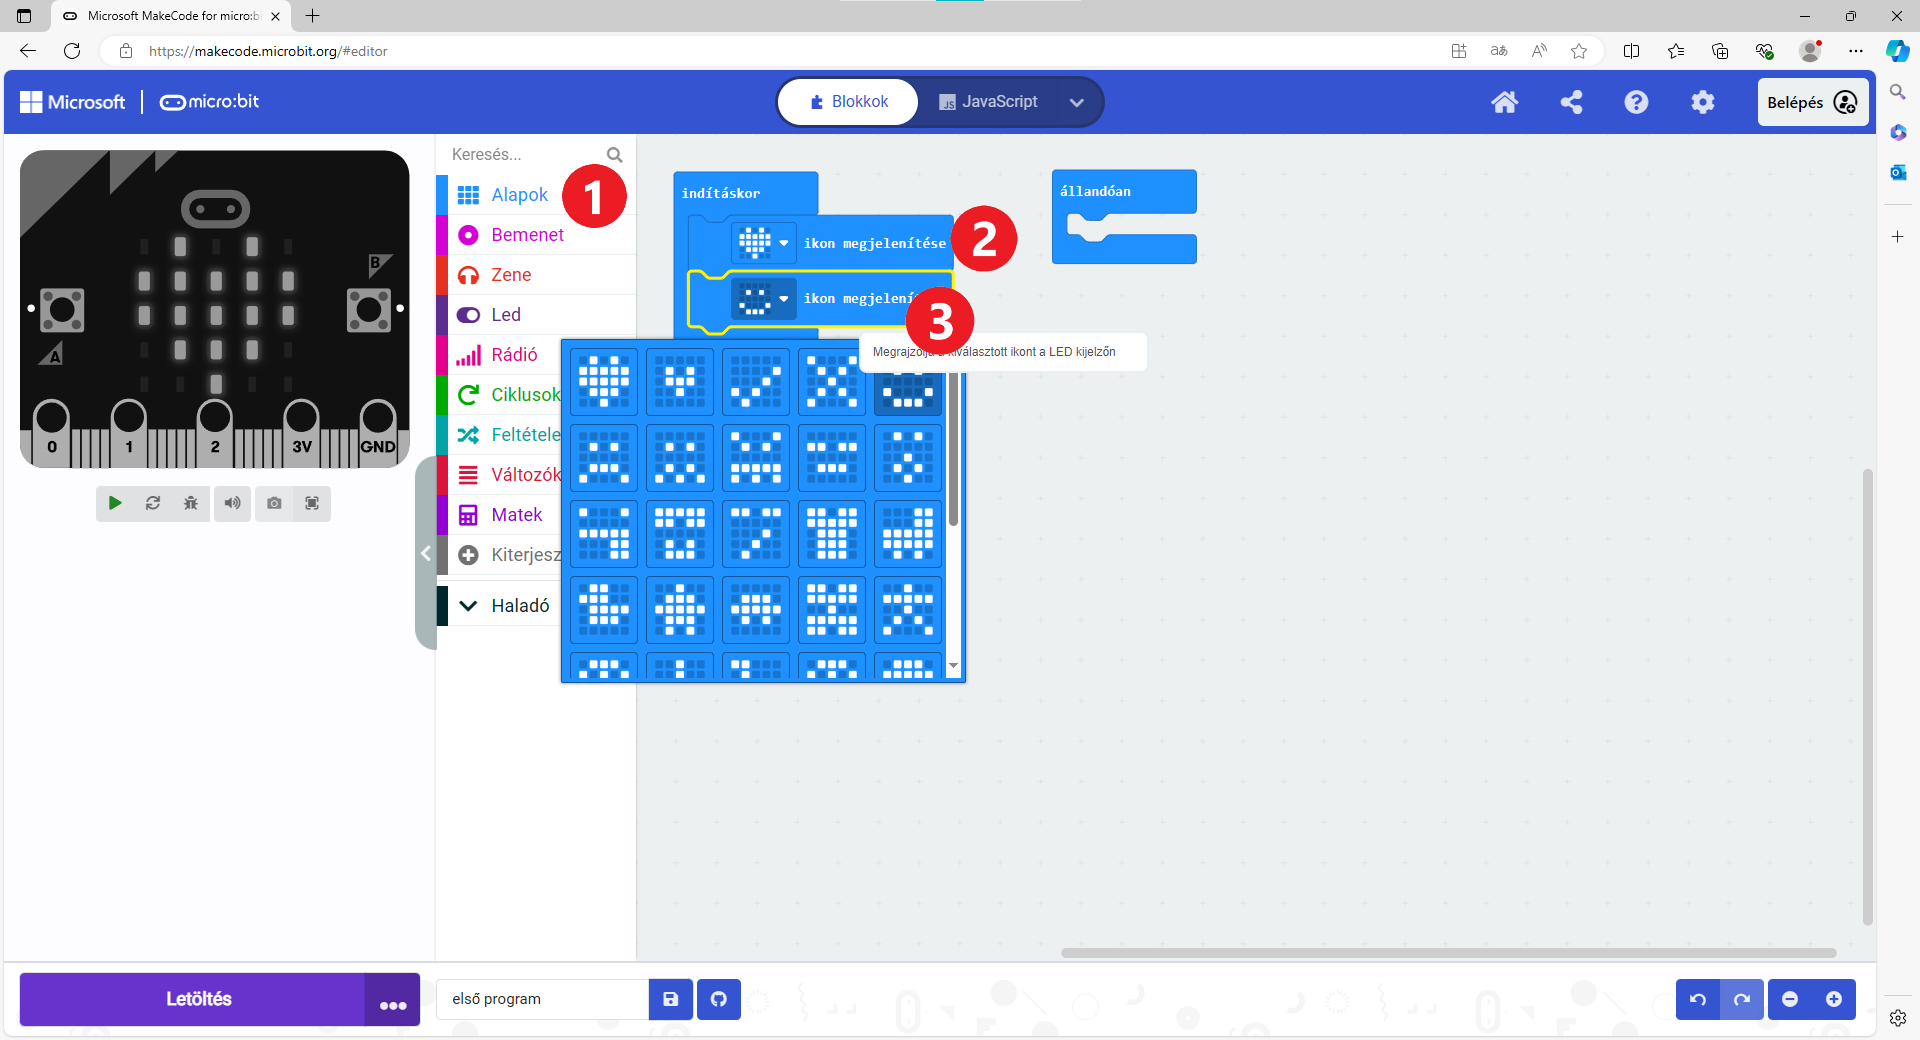 Microsoft MakeCode for micro:b
https://makecode.microbit.org/#editor
Microsoft
micro:bit
Blokkok
JavaScript
Belépés
Keresés...
Alapok
1
Bemenet
Zene
Led
Rádió
Ciklusok
Feltétele
Változók
Matek
Kiterjesz
Haladó
indításkor
ikon megjelenítése
2
ikon megjelení
3
Megrajzolja a kiválasztott ikont a LED kijelzőn
állandóan
A
B
0
1
2
3V
GND
Letöltés
első program